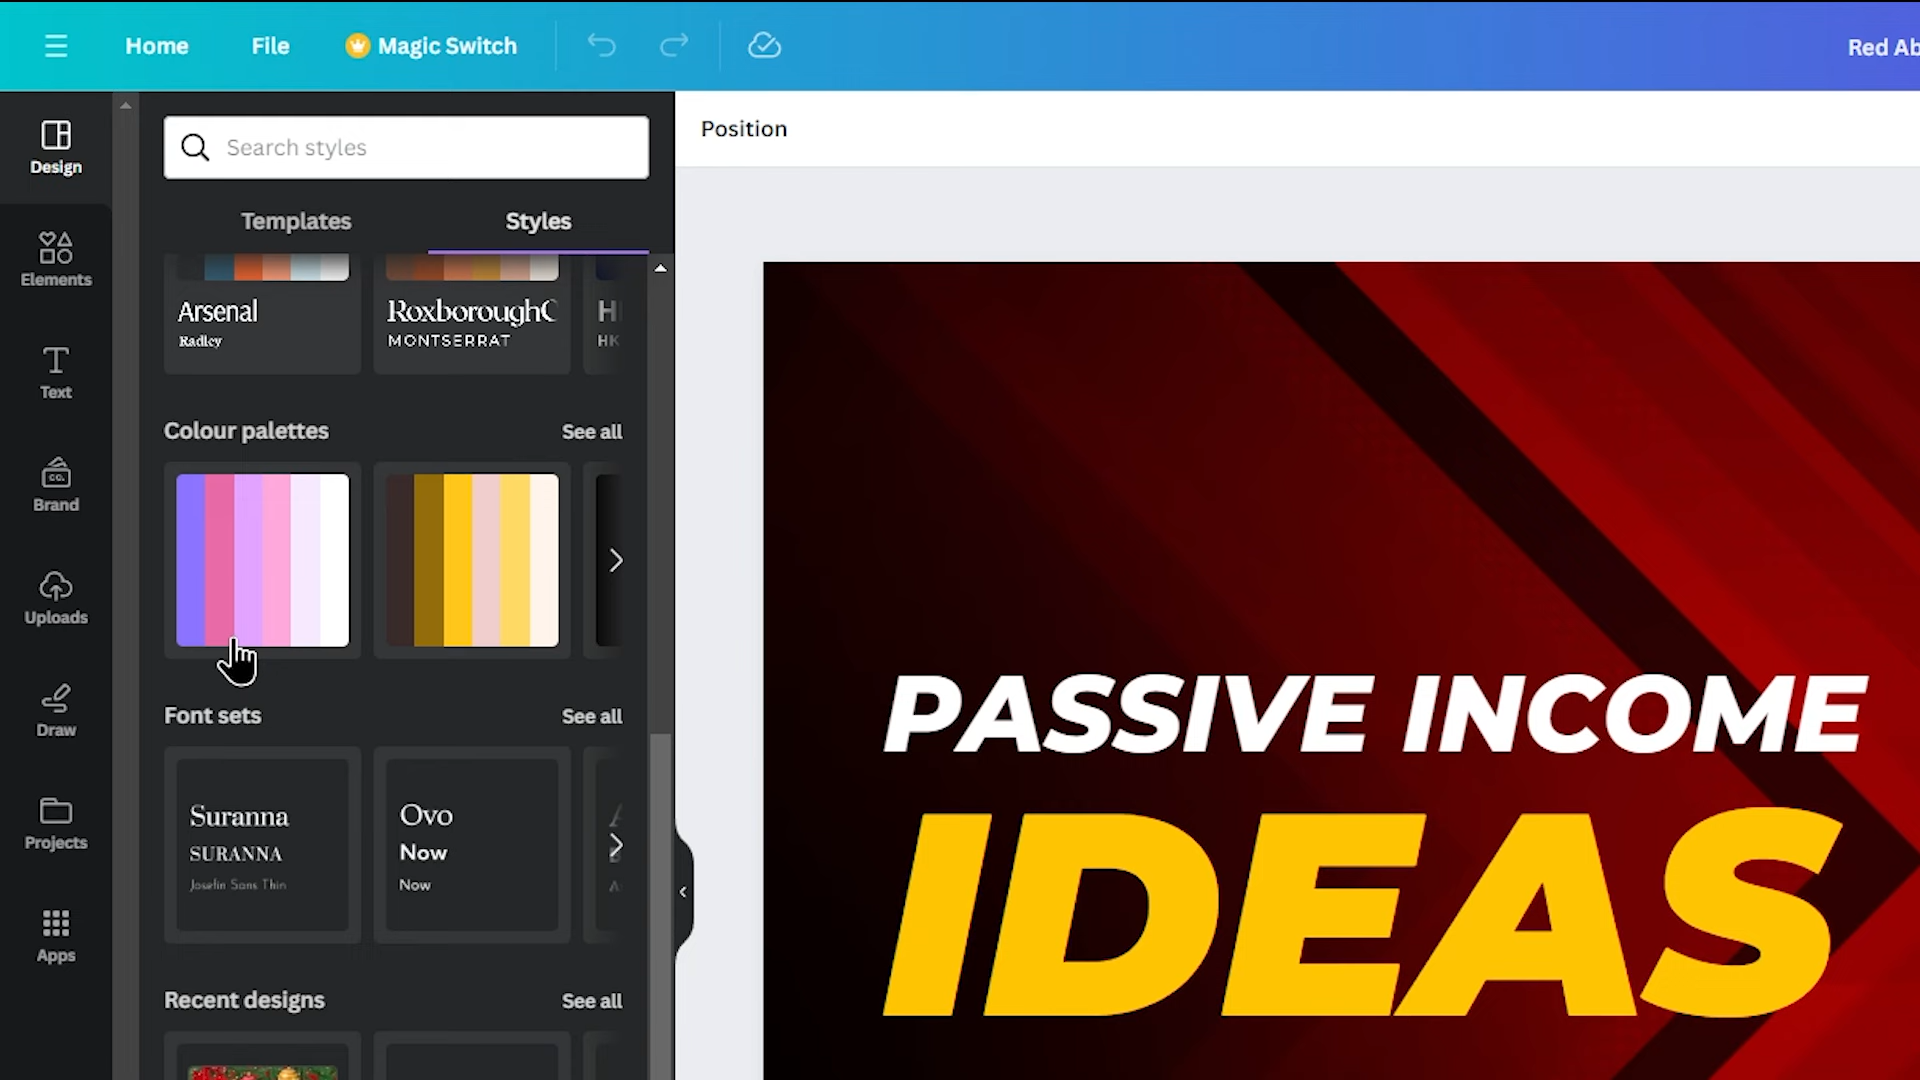 Home
File
Magic Switch
Red Ab
Design
Elements
Text
Brand
CO.
Uploads
Draw
Projects
Apps
Search styles
Templates
Styles
Arsenal
Radley
RoxboroughC
MONTSERRAT
H
HK
Colour palettes
See all
Font sets
See all
Suranna
SURANNA
Josefin Sans Thin
Ovo
Now
Now
Recent designs
See all
Position
PASSIVE INCOME
IDEAS